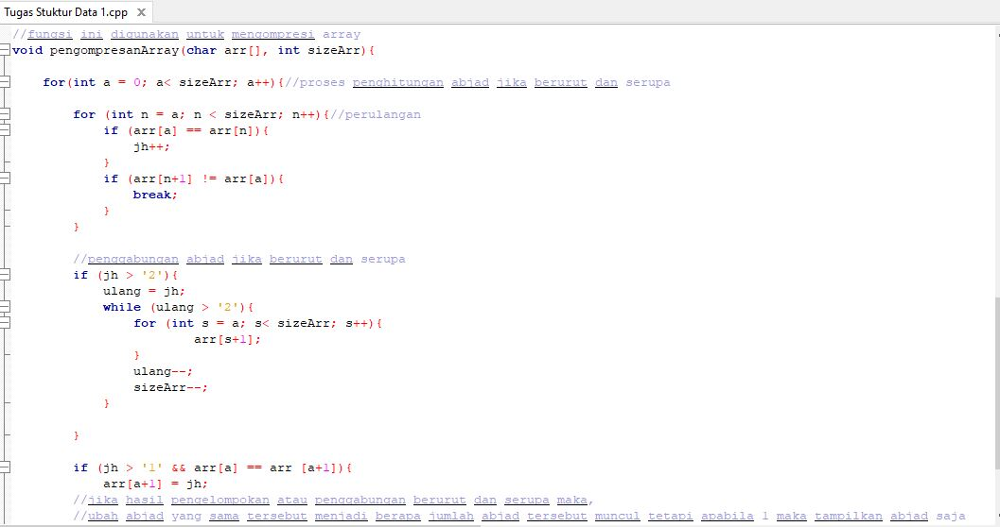 Tugas Stuktur Data 1.cpp
//fungsi ini digunakan untuk mengompresi array
void pengompresanArray(char arr[], int sizeArr){
for(int a = 0; a< sizeArr; a++){//proses penghitungan abjad jika berurut dan serupa
for (int n = a; n < sizeArr; n++){//perulangan
if (arr[a] == arr[n]){
jh++;
}
if (arr[n+1] != arr[a]){
break;
}
}
//penggabungan abjad jika berurut dan serupa
if (jh > '2'){
ulang = jh;
while (ulang > '2'){
for (int s = a; s< sizeArr; s++){
arr[s+1];
}
ulang--;
sizeArr--;
}
}
if (jh > '1' && arr[a] == arr [a+1]){
arr[a+1] = jh;
//jika hasil pengelompokan atau penggabungan berurut dan serupa maka,
//ubah abjad yang sama tersebut menjadi berapa jumlah abjad tersebut muncul tetapi apabila 1 maka tampilkan abjad saja